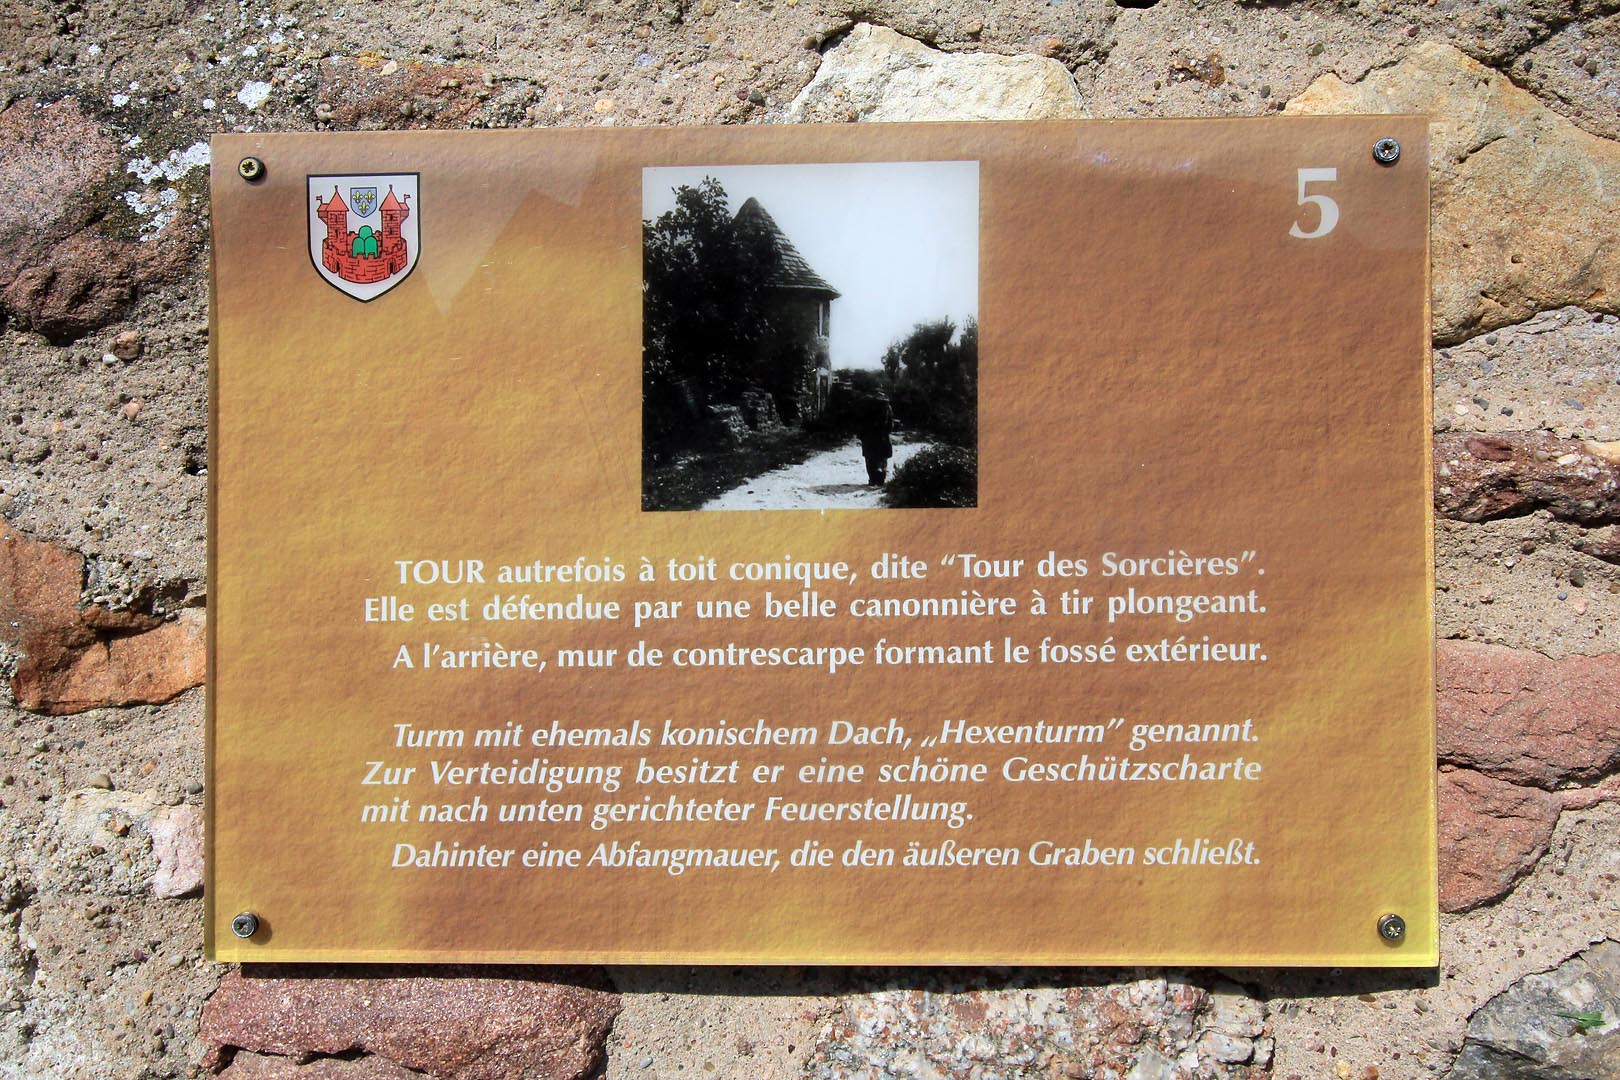 5
TOUR autrefois à toit conique, dite “Tour des Sorcières”.
Elle est défendue par une belle canonnière à tir plongeant.
A l’arrière, mur de contrescarpe formant le fossé extérieur.
Turm mit ehemals konischem Dach, „Hexenturm” genannt.
Zur Verteidigung besitzt er eine schöne Geschützscharte
mit nach unten gerichteter Feuerstellung.
Dahinter eine Abfangmauer, die den äußeren Graben schließt.